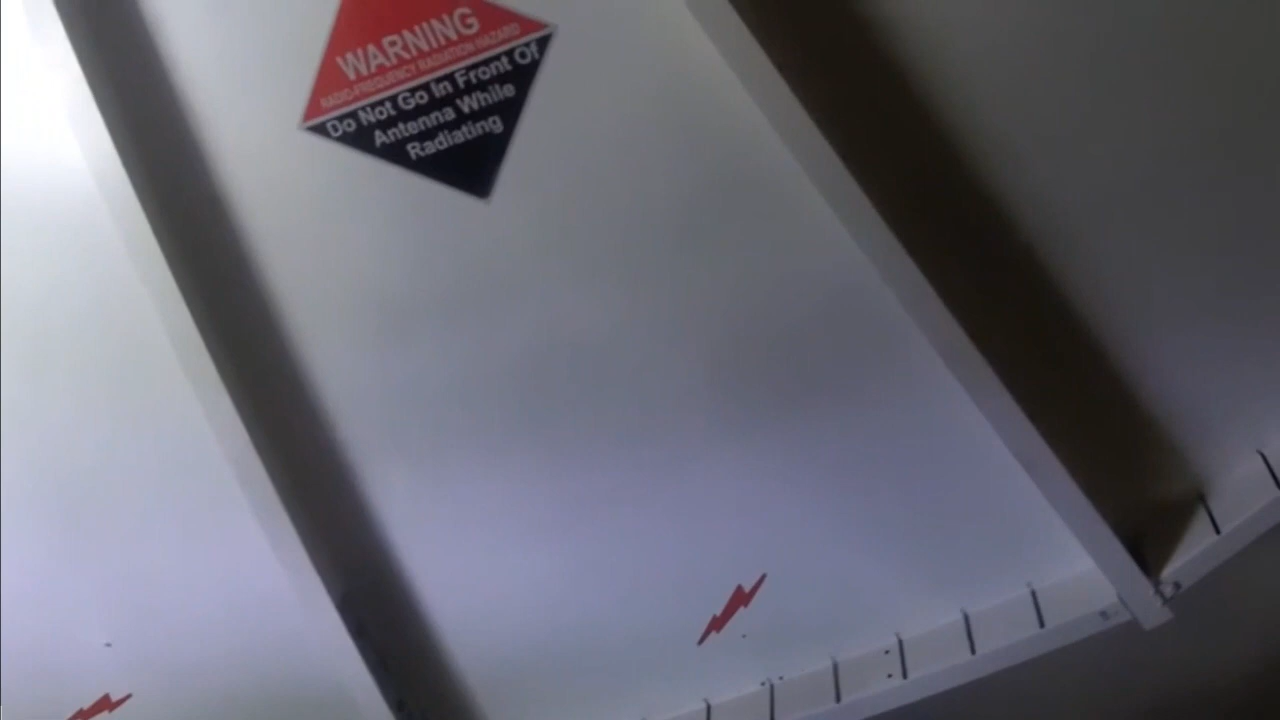 WARNING
RADIO-FREQUENCY RADIATION HAZARD
Do Not Go In Front Of
Antenna While
Radiating